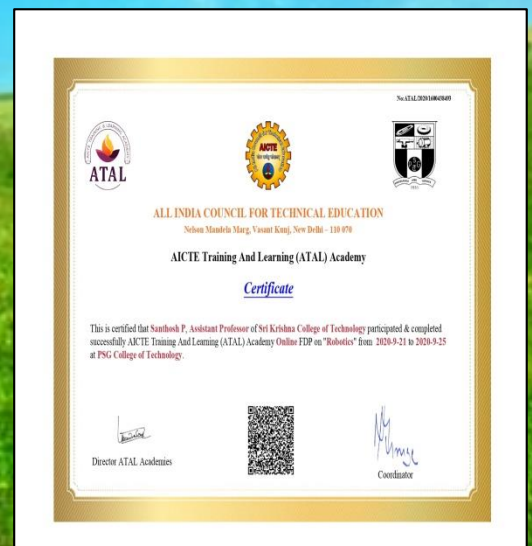 No:ATAL/2020/1600438493
ATAL
AICTE
ALL INDIA COUNCIL FOR TECHNICAL EDUCATION
Nelson Mandela Marg, Vasant Kunj, New Delhi – 110 070
AICTE Training And Learning (ATAL) Academy
Certificate
This is certified that Santhosh P, Assistant Professor of Sri Krishna College of Technology participated & completed
successfully AICTE Training And Learning (ATAL) Academy Online FDP on "Robotics" from 2020-9-21 to 2020-9-25
at PSG College of Technology.
Director ATAL Academies
Coordinator